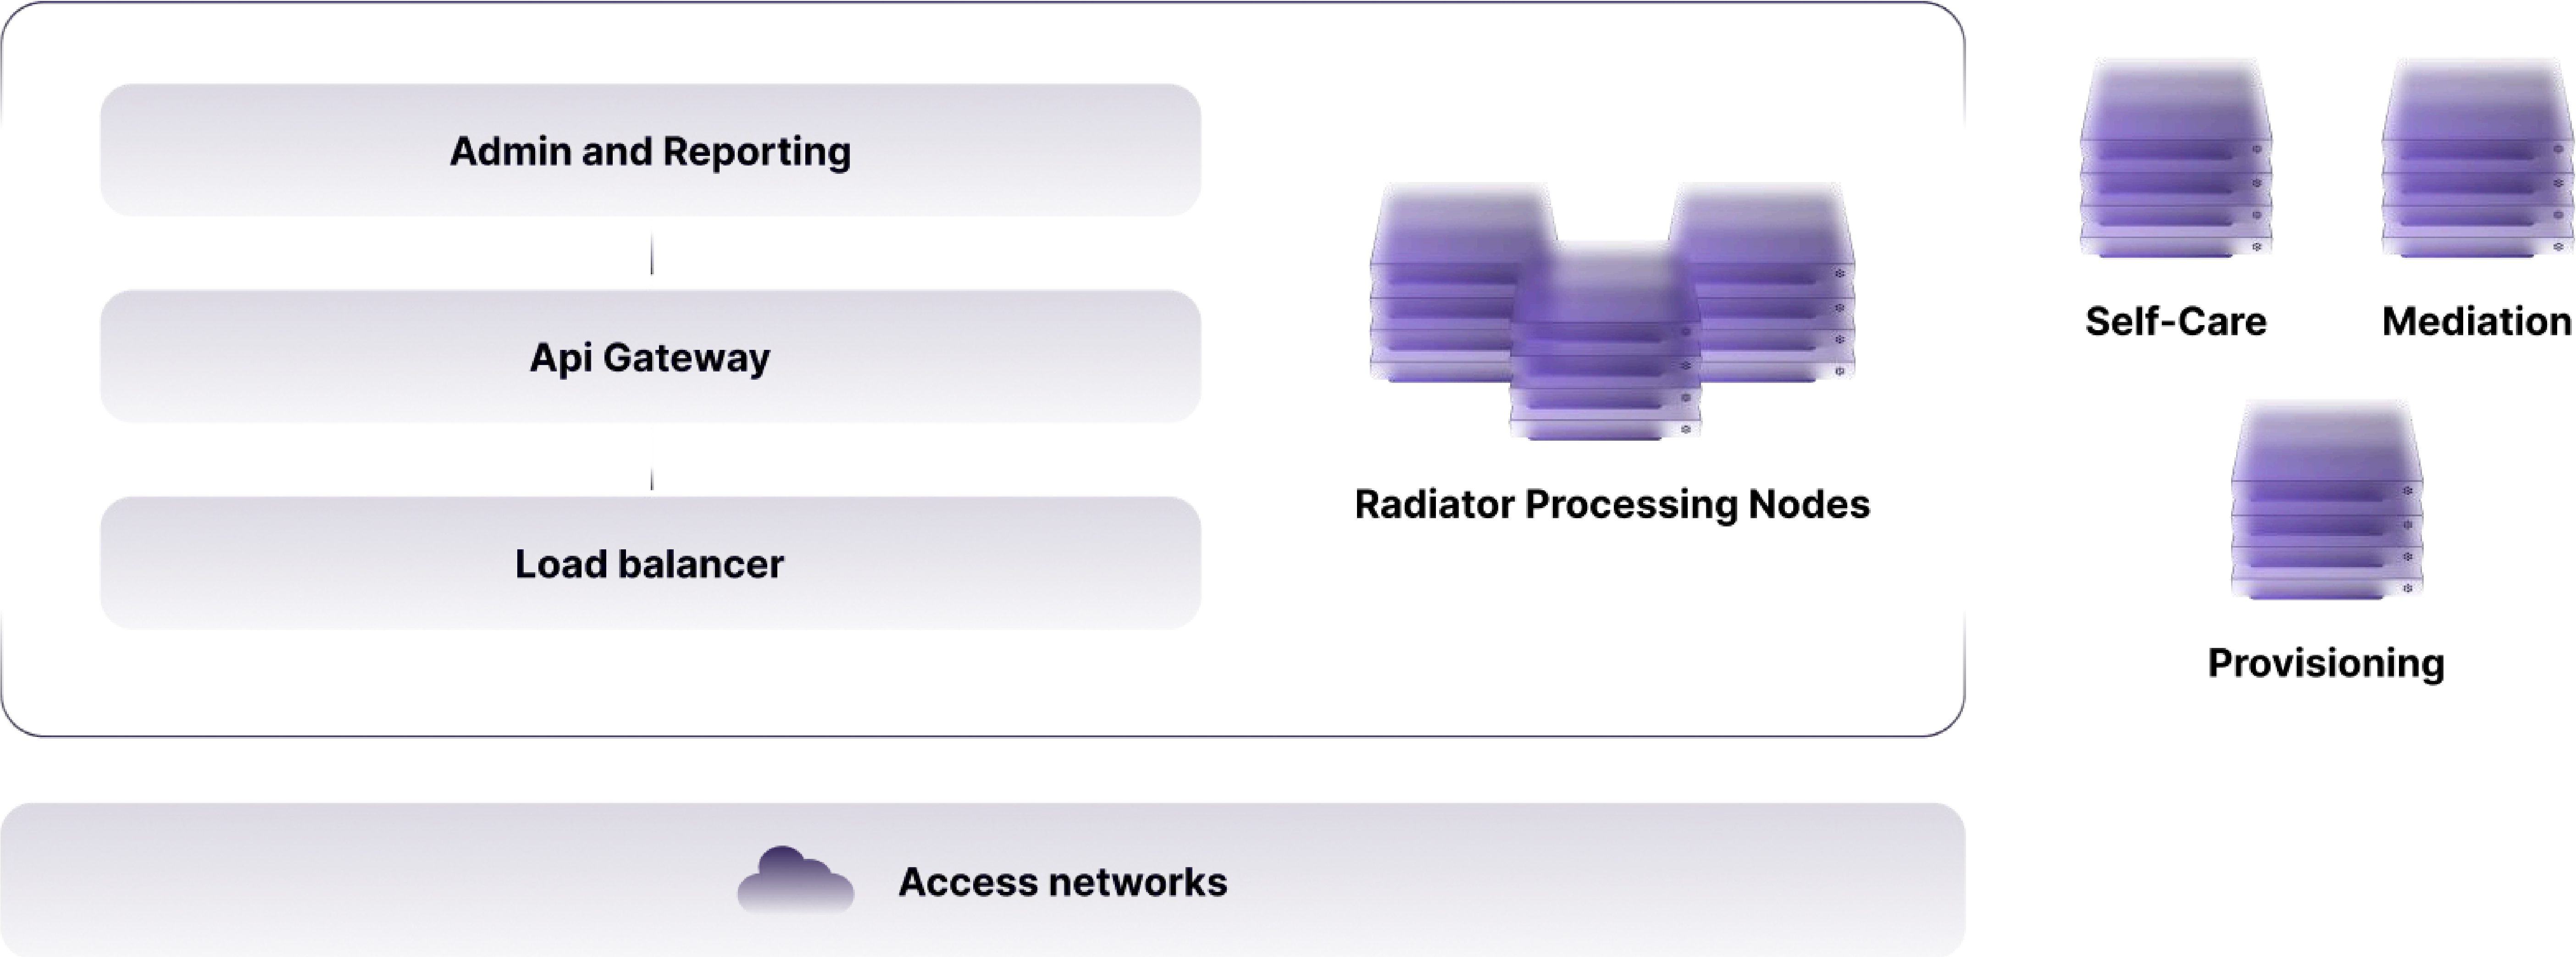 Admin and Reporting
Api Gateway
Load balancer
Radiator Processing Nodes
Self-Care
Mediation
Provisioning
Access networks